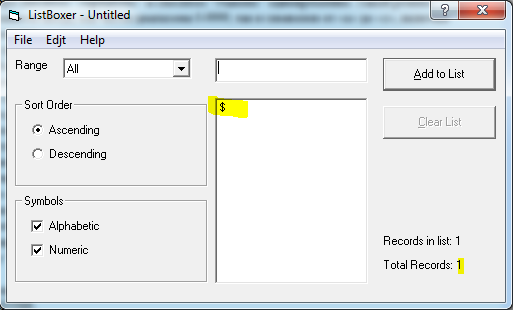 ListBoxer - Untitled
File Edjt Help
Range All Add to List
$
Clear List
Sort Order
Ascending
Descending
Symbols
Alphabetic
Numeric
Records in list: 1
Total Records: 1